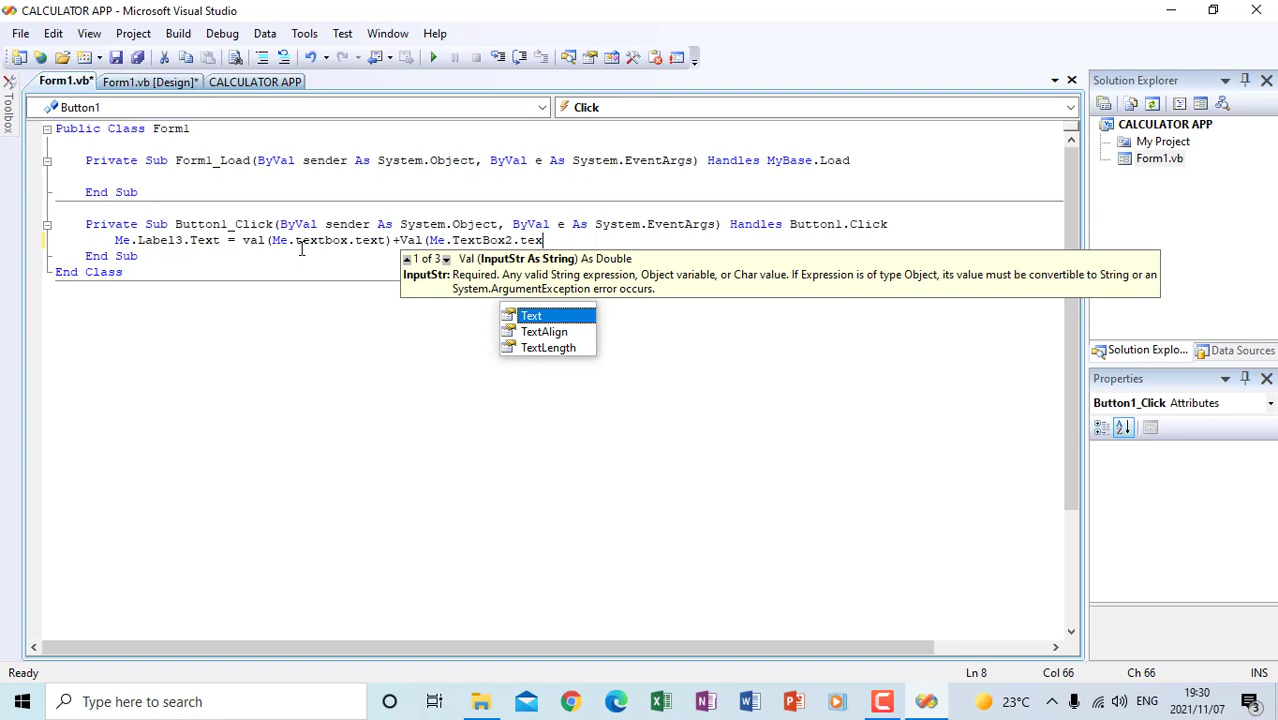 CALCULATOR APP - Microsoft Visual Studio
File Edit View Project Build Debug Data Tools Test Window Help
Form1.vb* Form1.vb [Design]* CALCULATOR APP
Toolbox
Button1 Click
Public Class Form1
Private Sub Form1_Load(ByVal sender As System.Object, ByVal e As System.EventArgs) Handles MyBase.Load
End Sub
Private Sub Button1_Click(ByVal sender As System.Object, ByVal e As System.EventArgs) Handles Button1.Click
Me.Label3.Text = val(Me.textbox.text)+Val(Me.TextBox2.tex
End Sub
End Class
1 of 3 Val (InputStr As String) As Double
InputStr: Required. Any valid String expression, Object variable, or Char value. If Expression is of type Object, its value must be convertible to String or an
System.ArgumentException error occurs.
Text
TextAlign
TextLength
Solution Explorer
CALCULATOR APP
My Project
Form1.vb
Solution Explo... Data Sources
Properties
Button1_Click Attributes
Ready Ln 8 Col 66 Ch 66 INS
Type here to search
23°C
19:30
2021/11/07
3